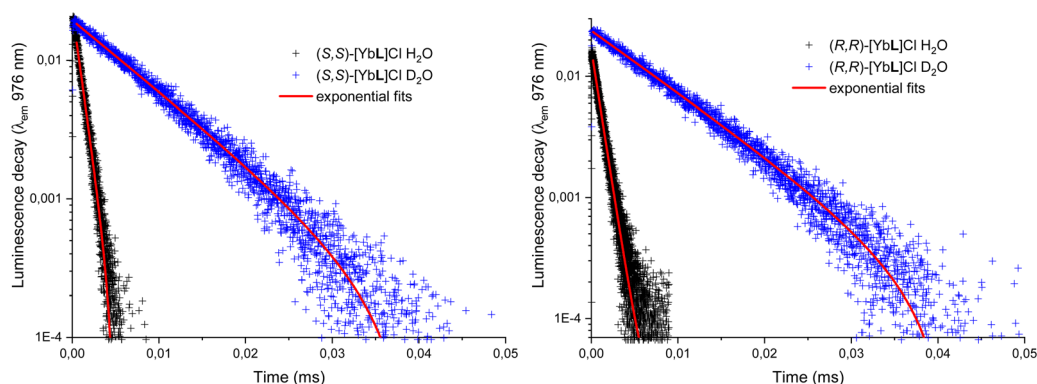 Luminescence decay (λem 976 nm)
0,01
0,001
1E-4
0,00
0,01
0,02
0,03
0,04
0,05
Time (ms)
(S,S)-[YbL]Cl H2O
(S,S)-[YbL]Cl D2O
exponential fits
Luminescence decay (λem 976 nm)
0,01
0,001
1E-4
0,00
0,01
0,02
0,03
0,04
0,05
Time (ms)
(R,R)-[YbL]Cl H2O
(R,R)-[YbL]Cl D2O
exponential fits